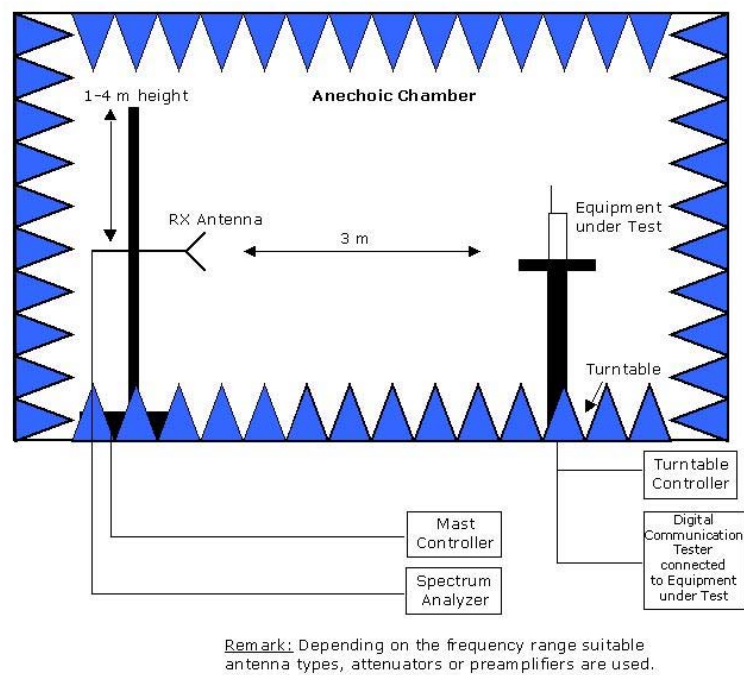 1-4 m height
Anechoic Chamber
RX Antenna
3 m
Equipment
under Test
Turntable
Turntable
Controller
Mast
Controller
Digital
Communication
Tester
connected
to Equipment
under Test
Spectrum
Analyzer
Remark: Depending on the frequency range suitable
antenna types, attenuators or preamplifiers are used.